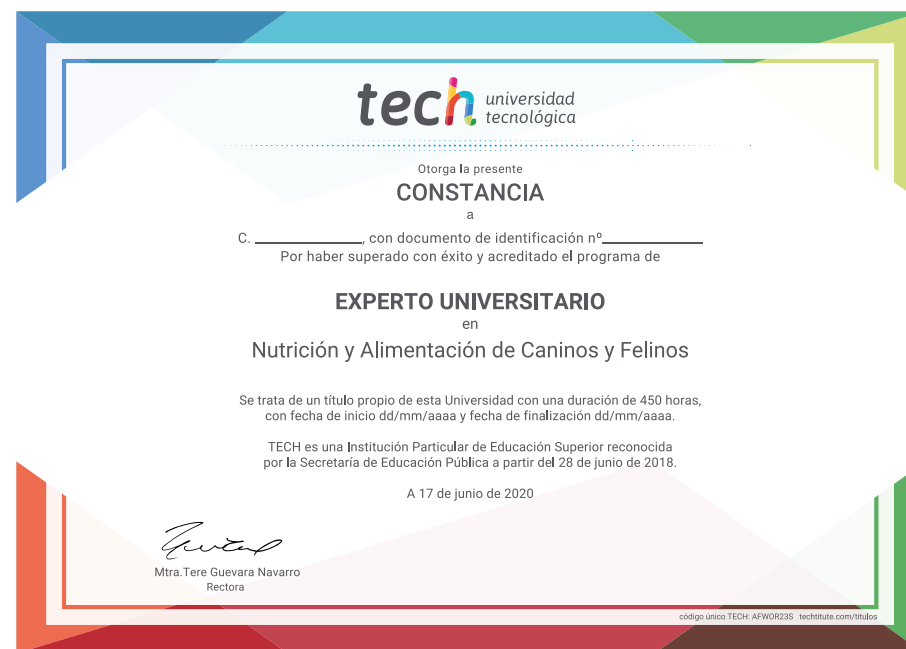 tech universidad
tecnológica
Otorga la presente
CONSTANCIA
a
C. ____________, con documento de identificación nº____________
Por haber superado con éxito y acreditado el programa de
EXPERTO UNIVERSITARIO
en
Nutrición y Alimentación de Caninos y Felinos
Se trata de un título propio de esta Universidad con una duración de 450 horas,
con fecha de inicio dd/mm/aaaa y fecha de finalización dd/mm/aaaa.
TECH es una Institución Particular de Educación Superior reconocida
por la Secretaría de Educación Pública a partir del 28 de junio de 2018.
A 17 de junio de 2020
Mtra.Tere Guevara Navarro
Rectora
código único TECH: AFWOR23S techtitute.com/titulos